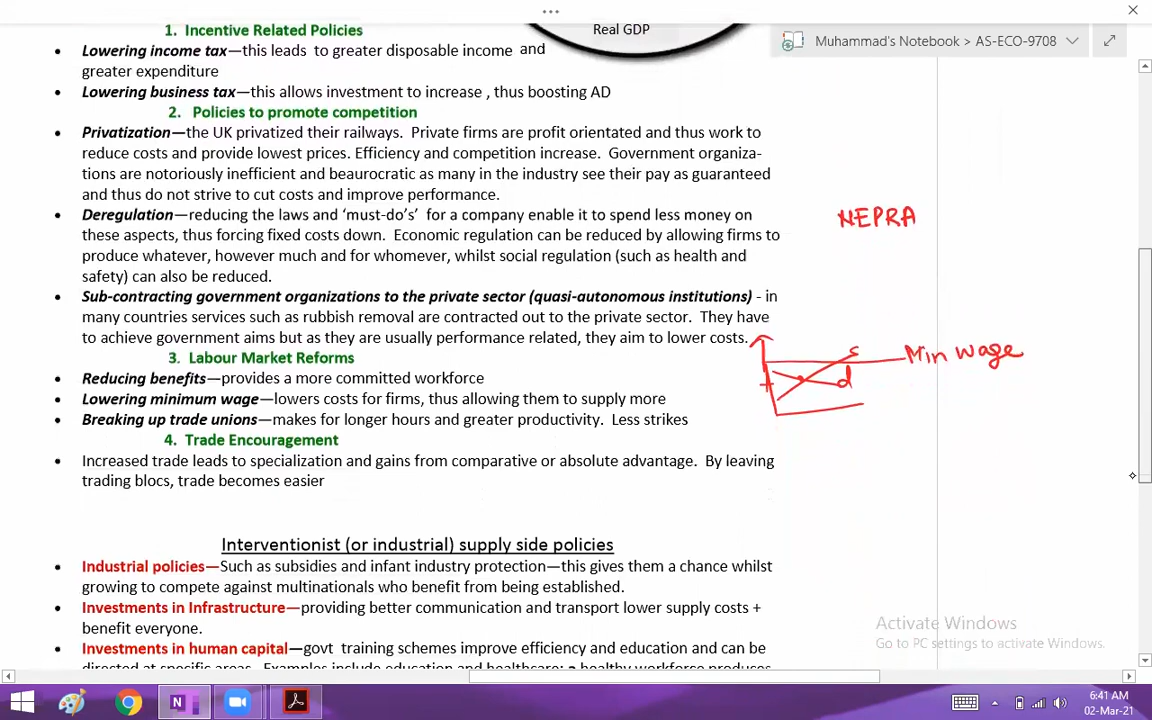 Real GDP
Muhammad's Notebook > AS-ECO-9708
1. Incentive Related Policies
• Lowering income tax—this leads to greater disposable income and
greater expenditure
• Lowering business tax—this allows investment to increase , thus boosting AD
2. Policies to promote competition
• Privatization—the UK privatized their railways. Private firms are profit orientated and thus work to
reduce costs and provide lowest prices. Efficiency and competition increase. Government organiza-
tions are notoriously inefficient and beaurocratic as many in the industry see their pay as guaranteed
and thus do not strive to cut costs and improve performance.
• Deregulation—reducing the laws and ‘must-do’s’ for a company enable it to spend less money on
these aspects, thus forcing fixed costs down. Economic regulation can be reduced by allowing firms to
produce whatever, however much and for whomever, whilst social regulation (such as health and
safety) can also be reduced.
NEPRA
• Sub-contracting government organizations to the private sector (quasi-autonomous institutions) - in
many countries services such as rubbish removal are contracted out to the private sector. They have
to achieve government aims but as they are usually performance related, they aim to lower costs.
3. Labour Market Reforms
• Reducing benefits—provides a more committed workforce
• Lowering minimum wage—lowers costs for firms, thus allowing them to supply more
• Breaking up trade unions—makes for longer hours and greater productivity. Less strikes
s
Min wage
d
4. Trade Encouragement
• Increased trade leads to specialization and gains from comparative or absolute advantage. By leaving
trading blocs, trade becomes easier
Interventionist (or industrial) supply side policies
• Industrial policies—Such as subsidies and infant industry protection—this gives them a chance whilst
growing to compete against multinationals who benefit from being established.
• Investments in Infrastructure—providing better communication and transport lower supply costs +
benefit everyone.
• Investments in human capital—govt training schemes improve efficiency and education and can be
directed at specific areas. Examples include education and healthcare: a healthy workforce produces
Activate Windows
Go to PC settings to activate Windows.
6:41 AM
02-Mar-21